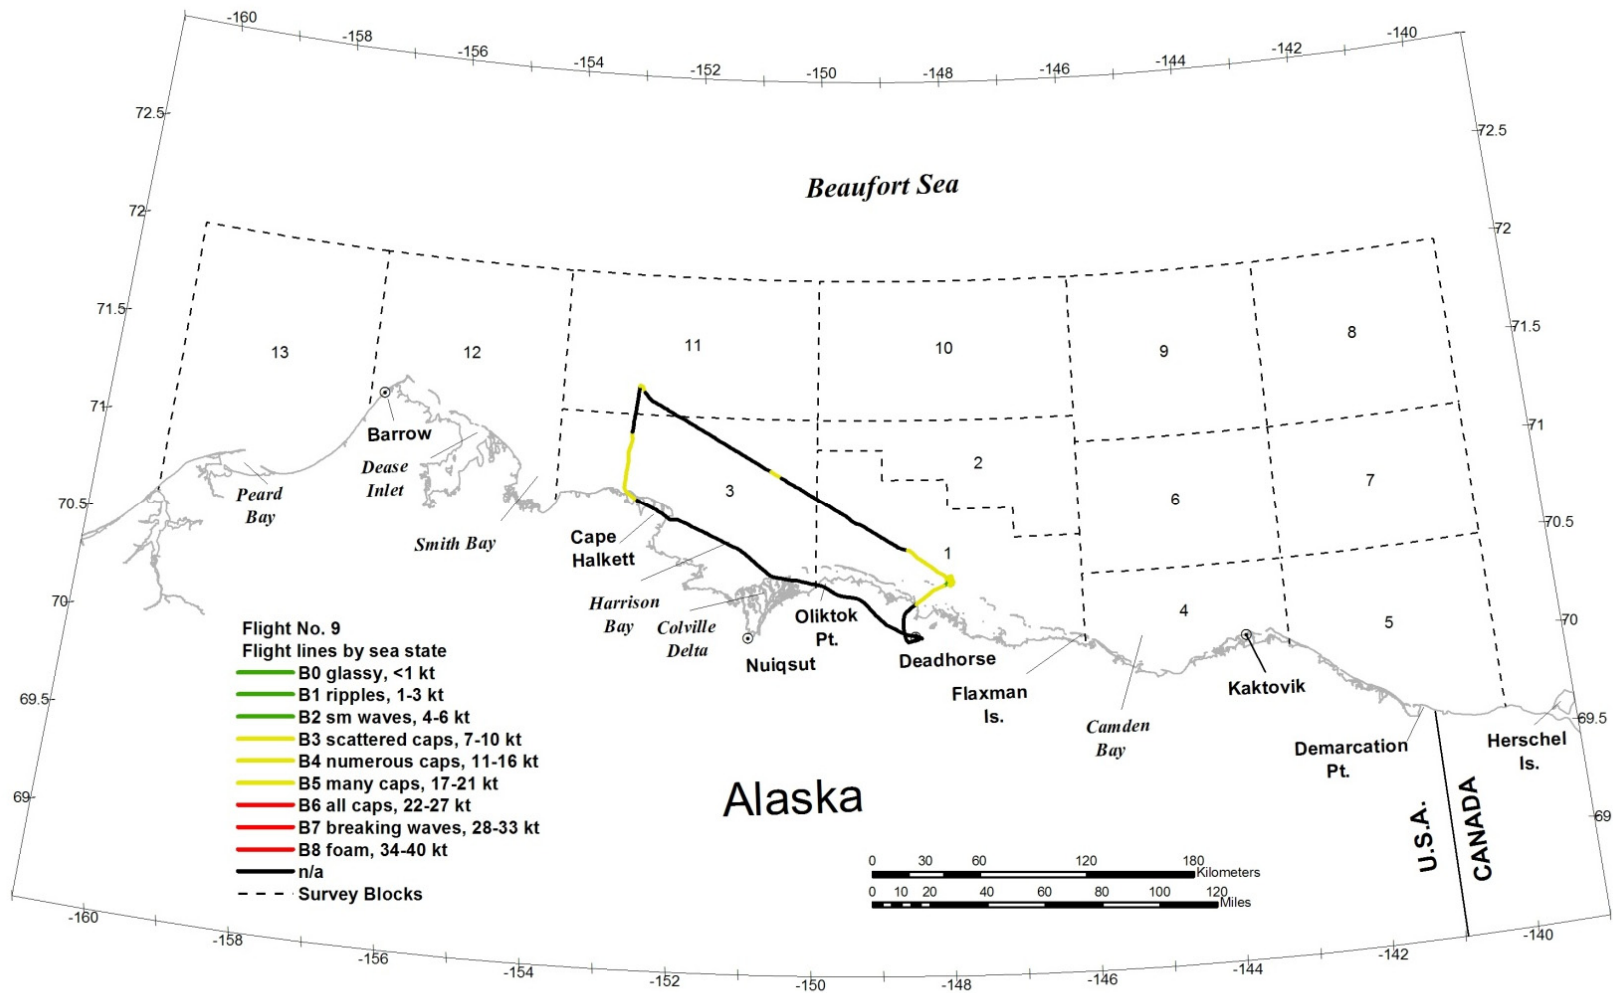 -160
-158
-156
-154
-152
-150
-148
-146
-144
-142
-140
72.5
72.5
Beaufort Sea
72
72
71.5
71.5
13
12
11
10
9
8
71
71
Barrow
Dease
Inlet
Peard
Bay
Smith Bay
3
2
6
7
70.5
70.5
Cape
Halkett
1
Harrison
Bay
Colville
Delta
Oliktok
Pt.
Nuiqsut
Deadhorse
4
5
70
70
Flaxman
Is.
Kaktovik
Camden
Bay
Demarcation
Pt.
Herschel
Is.
69.5
69.5
Flight No. 9
Flight lines by sea state
B0 glassy, <1 kt
B1 ripples, 1-3 kt
B2 sm waves, 4-6 kt
B3 scattered caps, 7-10 kt
B4 numerous caps, 11-16 kt
B5 many caps, 17-21 kt
B6 all caps, 22-27 kt
B7 breaking waves, 28-33 kt
B8 foam, 34-40 kt
n/a
Survey Blocks
Alaska
U.S.A.
CANADA
69
69
0 30 60 120 180
Kilometers
0 10 20 40 60 80 100 120
Miles
-160
-158
-156
-154
-152
-150
-148
-146
-144
-142
-140